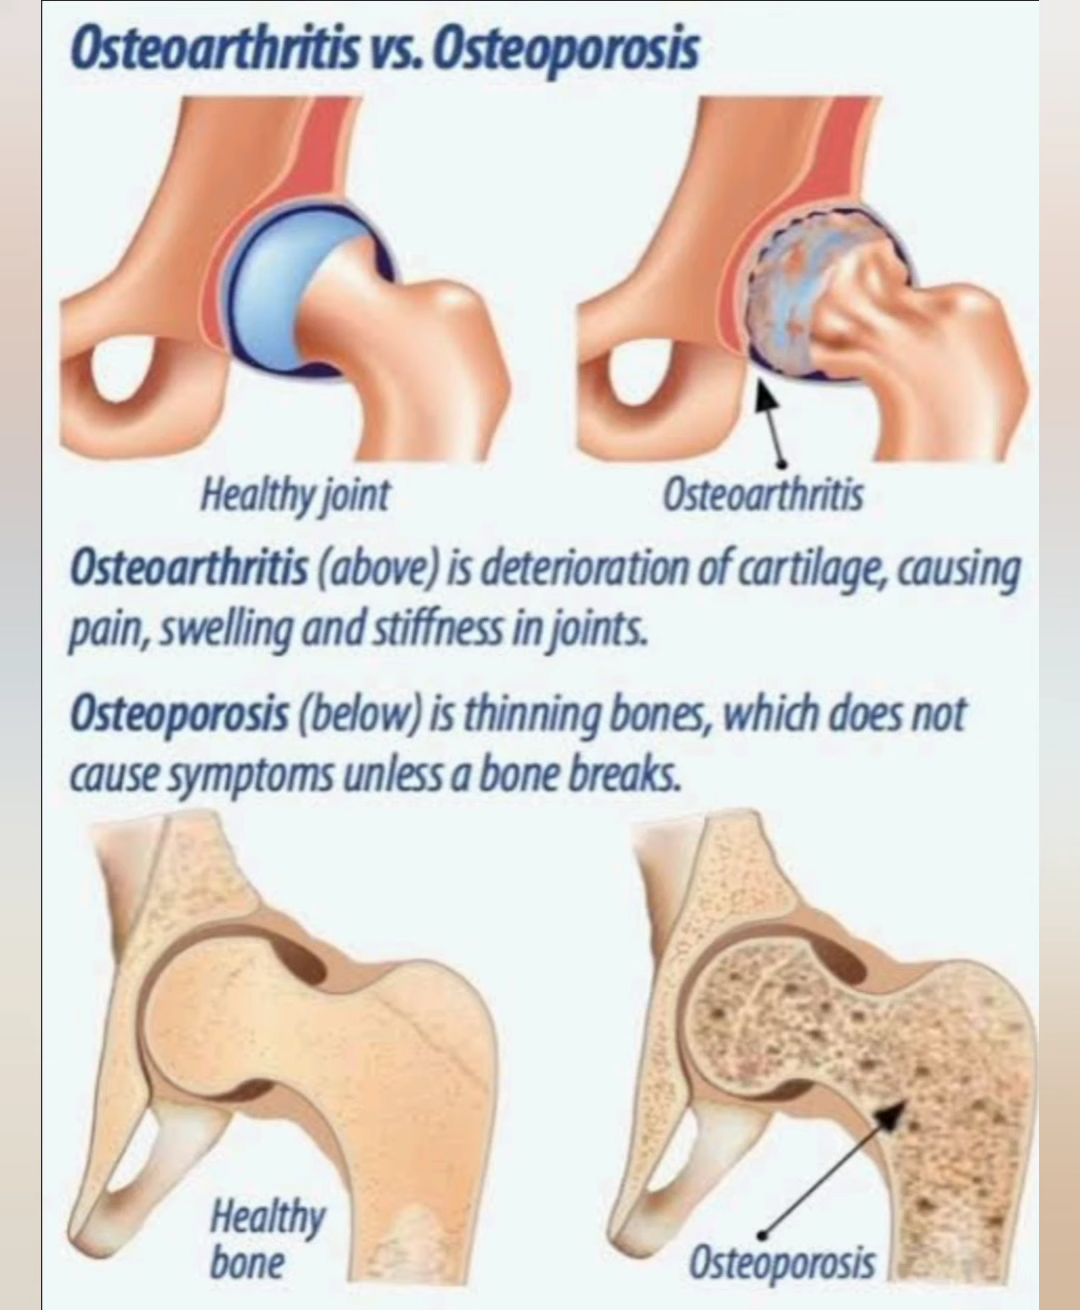 Osteoarthritis vs. Osteoporosis
Healthy joint
Osteoarthritis
Osteoarthritis (above) is deterioration of cartilage, causing
pain, swelling and stiffness in joints.
Osteoporosis (below) is thinning bones, which does not
cause symptoms unless a bone breaks.
Healthy
bone
Osteoporosis